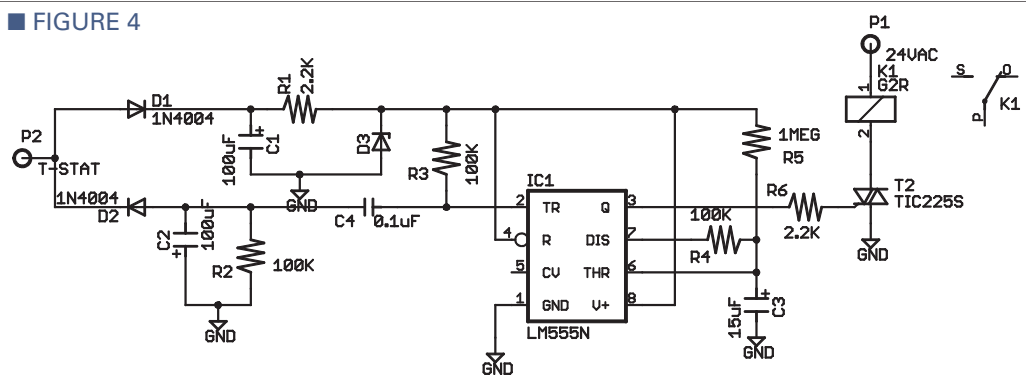 ■ FIGURE 4
P1
24VAC
K1
G2R
1
2
S
O
P
K1
R1
2.2K
D1
1N4004
P2
T-STAT
100uF
C1
GND
D3
R3
100K
1MEG
R5
1N4004
D2
100uF
C2
R2
100K
GND
C4
0.1uF
IC1
2
TR
Q
3
4
R
DIS
7
5
CV
THR
6
1
GND
V+
8
LM555N
GND
R6
2.2K
100K
R4
T2
TIC225S
GND
15uF
C3
GND